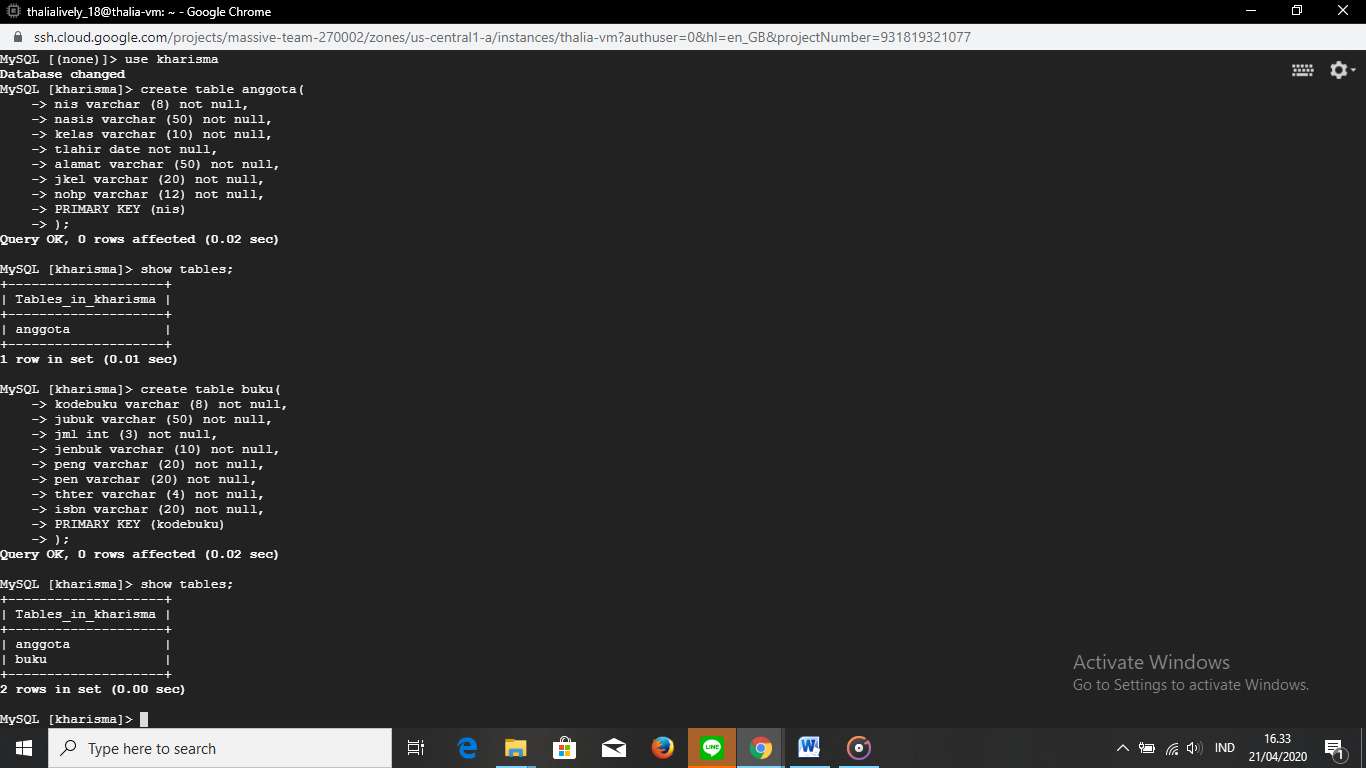 thalialively_18@thalia-vm: ~ - Google Chrome
ssh.cloud.google.com/projects/massive-team-270002/zones/us-central1-a/instances/thalia-vm?authuser=0&hl=en_GB&projectNumber=931819321077
MySQL [(none)]> use kharisma
Database changed
MySQL [kharisma]> create table anggota(
    -> nis varchar (8) not null,
    -> nasis varchar (50) not null,
    -> kelas varchar (10) not null,
    -> tlahir date not null,
    -> alamat varchar (50) not null,
    -> jkel varchar (20) not null,
    -> nohp varchar (12) not null,
    -> PRIMARY KEY (nis)
    -> );
Query OK, 0 rows affected (0.02 sec)
MySQL [kharisma]> show tables;
+--------------------+
| Tables_in_kharisma |
+--------------------+
| anggota            |
+--------------------+
1 row in set (0.01 sec)
MySQL [kharisma]> create table buku(
    -> kodebuku varchar (8) not null,
    -> jubuk varchar (50) not null,
    -> jml int (3) not null,
    -> jenbuk varchar (10) not null,
    -> peng varchar (20) not null,
    -> pen varchar (20) not null,
    -> thter varchar (4) not null,
    -> isbn varchar (20) not null,
    -> PRIMARY KEY (kodebuku)
    -> );
Query OK, 0 rows affected (0.02 sec)
MySQL [kharisma]> show tables;
+--------------------+
| Tables_in_kharisma |
+--------------------+
| anggota            |
| buku               |
+--------------------+
2 rows in set (0.00 sec)
MySQL [kharisma]>
Activate Windows
Go to Settings to activate Windows.
Type here to search
LINE
W
IND
16.33
21/04/2020
1